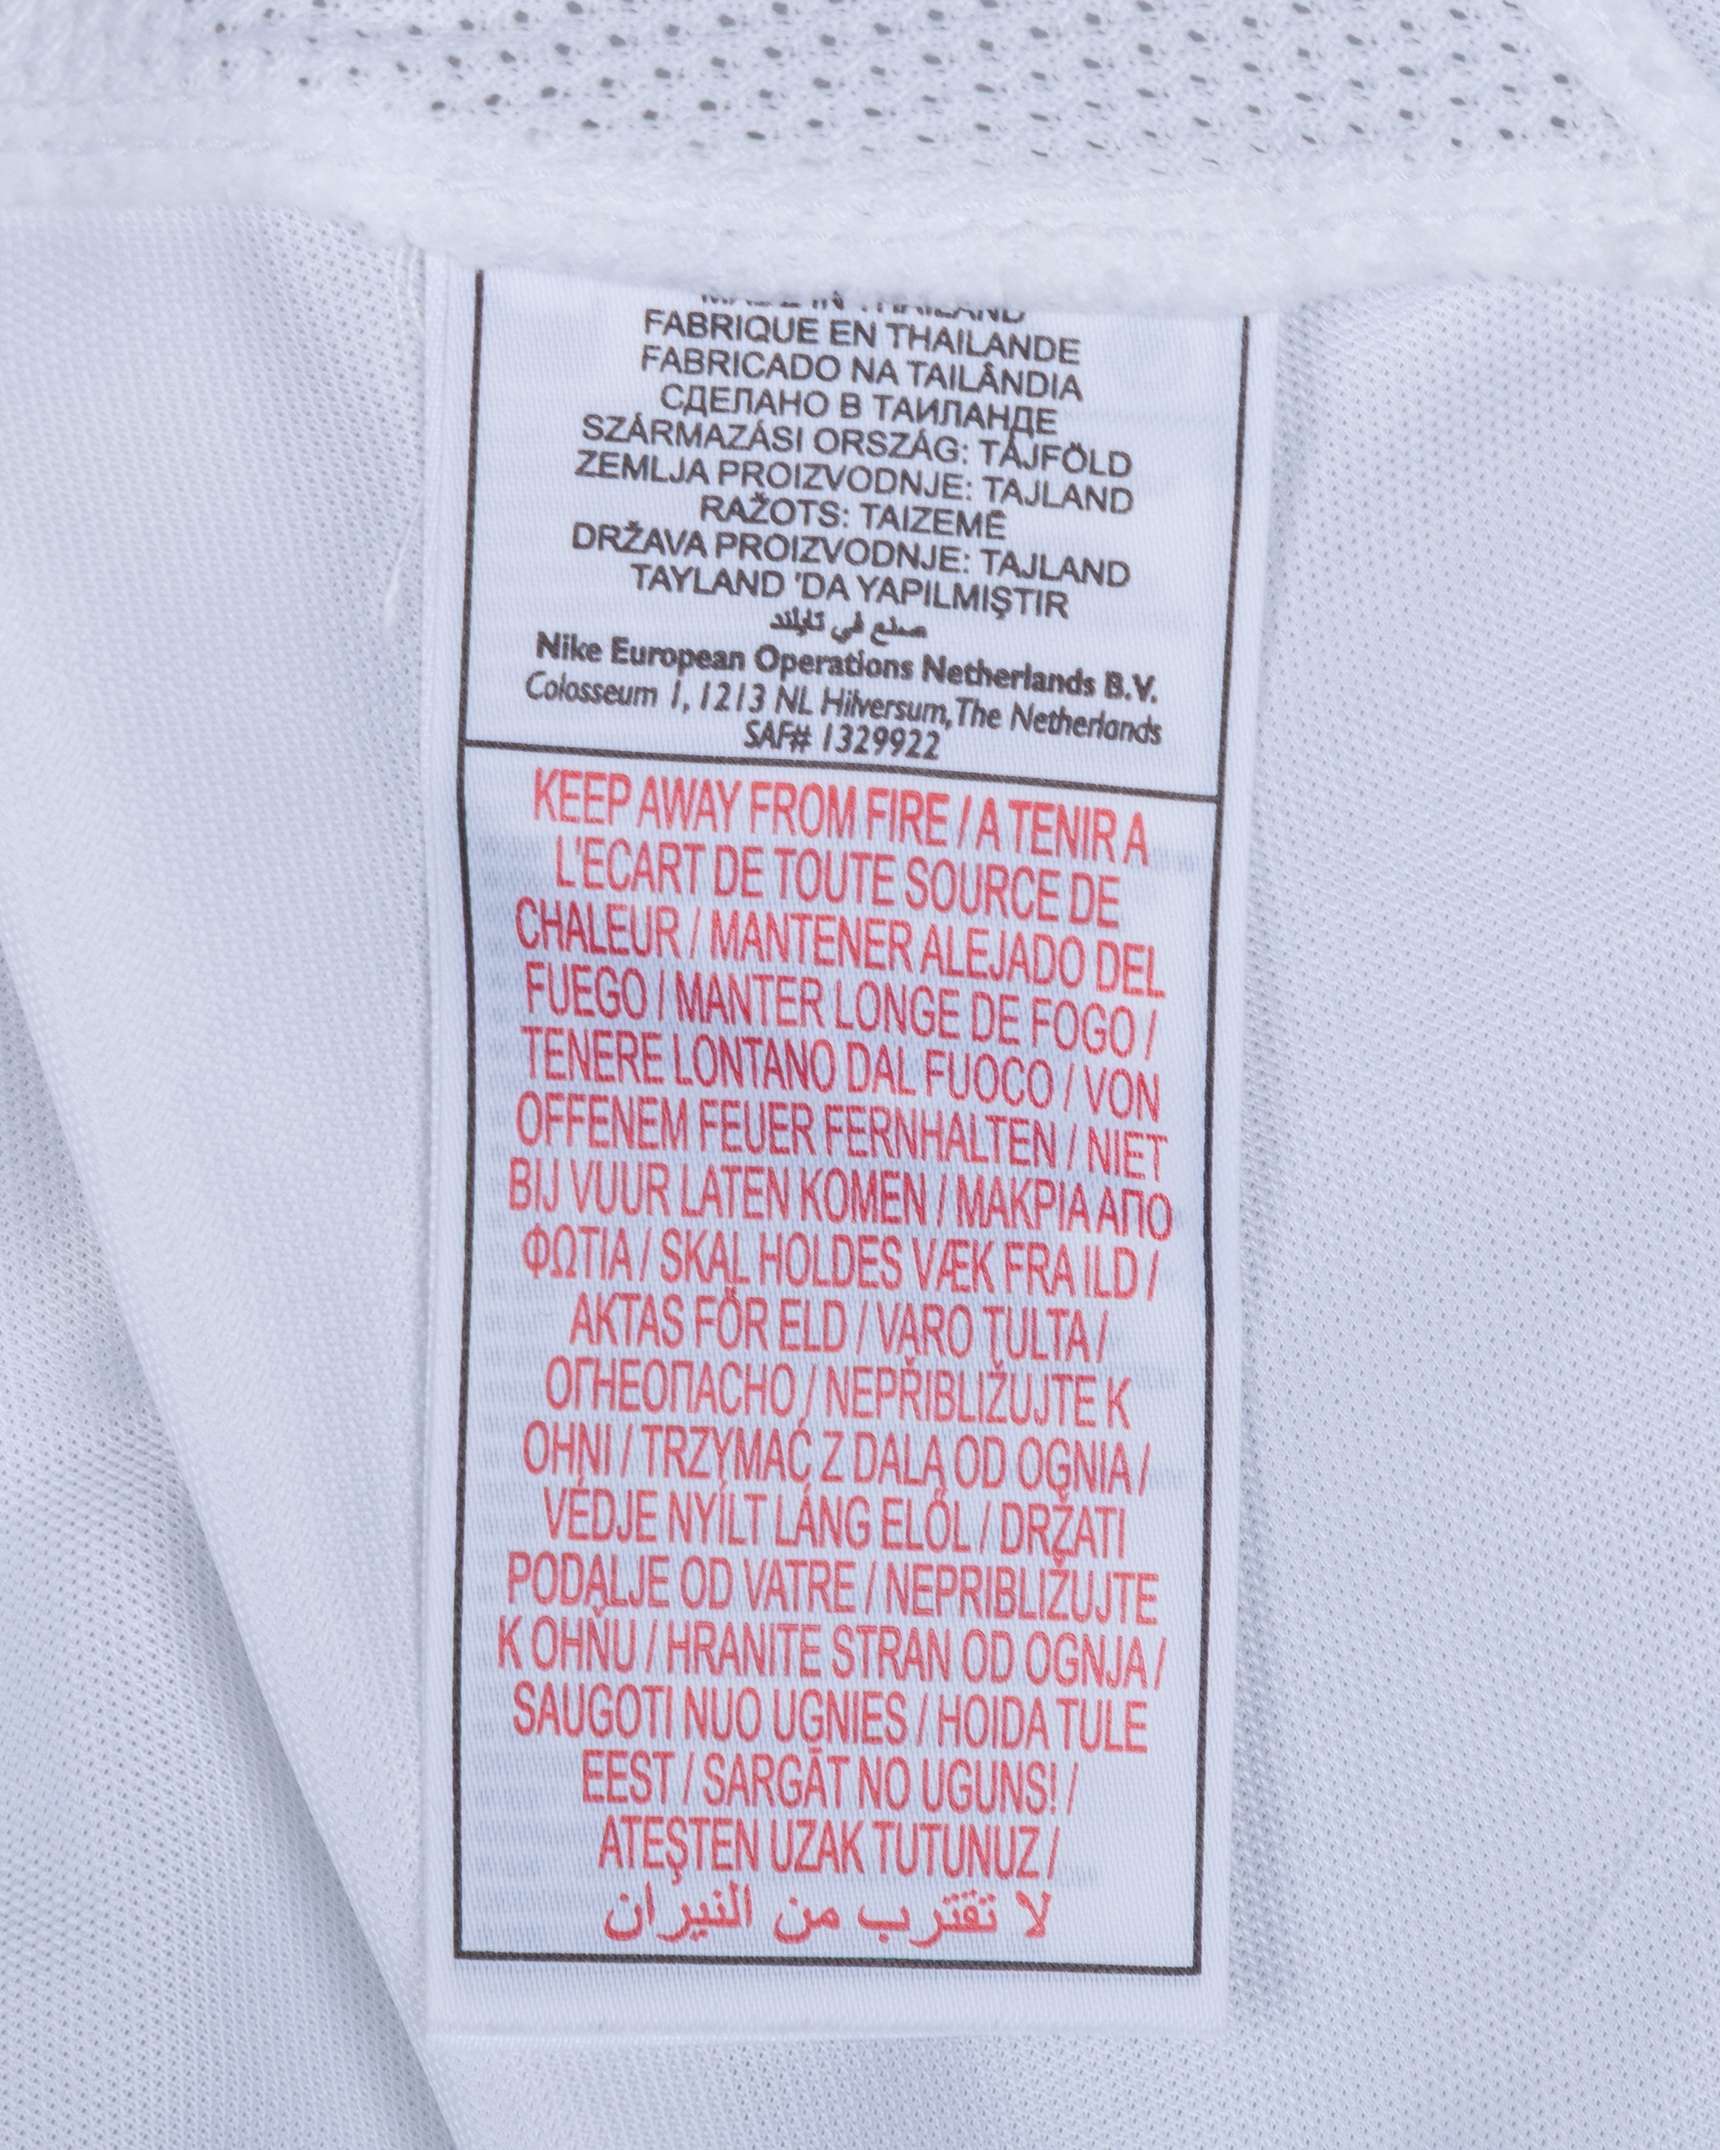 MADE IN THAILAND
FABRIQUE EN THAILANDE
FABRICADO NA TAILÂNDIA
СДЕЛАНО В ТАИЛАНДЕ
SZÁRMAZÁSI ORSZÁG: TÁJFÖLD
ZEMLJA PROIZVODNJE: TAJLAND
RAŽOTS: TAIZEMĒ
DRŽAVA PROIZVODNJE: TAJLAND
TAYLAND 'DA YAPILMIŞTIR
صنع في تايلند
Nike European Operations Netherlands B.V.
Colosseum 1, 1213 NL Hilversum, The Netherlands
SAF# 1329922
KEEP AWAY FROM FIRE / A TENIR A
L'ECART DE TOUTE SOURCE DE
CHALEUR / MANTENER ALEJADO DEL
FUEGO / MANTER LONGE DE FOGO /
TENERE LONTANO DAL FUOCO / VON
OFFENEM FEUER FERNHALTEN / NIET
BIJ VUUR LATEN KOMEN / ΜΑΚΡΙΑ ΑΠΟ
ΦΩΤΙΑ / SKAL HOLDES VÆK FRA ILD /
AKTAS FÖR ELD / VARO TULTA /
ОГНЕОПАСНО / NEPŘIBLIŽUJTE K
OHNI / TRZYMAĆ Z DALA OD OGNIA /
VÉDJE NYÍLT LÁNG ELŐL / DRŽATI
PODALJE OD VATRE / NEPRIBLIŽUJTE
K OHŇU / HRANITE STRAN OD OGNJA /
SAUGOTI NUO UGNIES / HOIDA TULE
EEST / SARGĀT NO UGUNS! /
ATEŞTEN UZAK TUTUNUZ /
لا تقترب من النيران